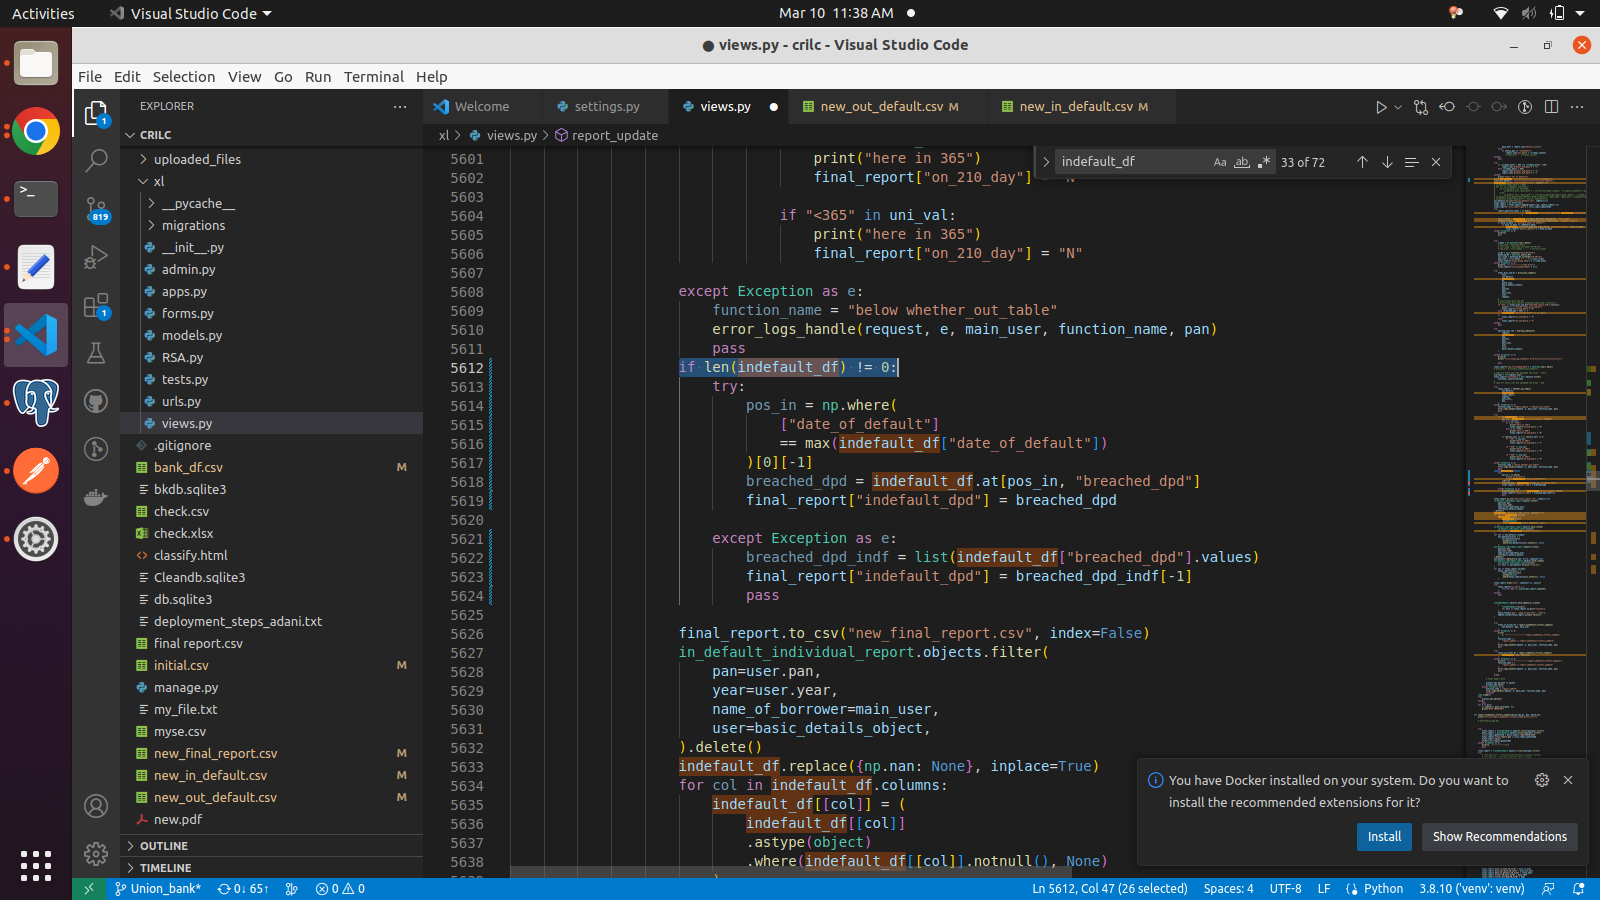 Activities
Visual Studio Code
Mar 10 11:38 AM
views.py - crilc - Visual Studio Code
File Edit Selection View Go Run Terminal Help
EXPLORER
Welcome
settings.py
views.py
new_out_default.csv M
new_in_default.csv M
CRILC
xl > views.py > report_update
uploaded_files
xl
__pycache__
migrations
__init__.py
admin.py
apps.py
forms.py
models.py
RSA.py
tests.py
urls.py
views.py
.gitignore
bank_df.csv M
bkdb.sqlite3
check.csv
check.xlsx
classify.html
Cleandb.sqlite3
db.sqlite3
deployment_steps_adani.txt
final report.csv
initial.csv M
manage.py
my_file.txt
myse.csv
new_final_report.csv M
new_in_default.csv M
new_out_default.csv M
new.pdf
OUTLINE
TIMELINE
1
819
1
indefault_df
Aa ab
33 of 72
5601 print("here in 365")
5602 final_report["on_210_day"] = "N"
5603
5604 if "<365" in uni_val:
5605 print("here in 365")
5606 final_report["on_210_day"] = "N"
5607
5608 except Exception as e:
5609 function_name = "below whether_out_table"
5610 error_logs_handle(request, e, main_user, function_name, pan)
5611 pass
5612 if len(indefault_df) != 0:
5613 try:
5614 pos_in = np.where(
5615 ["date_of_default"]
5616 == max(indefault_df["date_of_default"])
5617 )[0][-1]
5618 breached_dpd = indefault_df.at[pos_in, "breached_dpd"]
5619 final_report["indefault_dpd"] = breached_dpd
5620
5621 except Exception as e:
5622 breached_dpd_indf = list(indefault_df["breached_dpd"].values)
5623 final_report["indefault_dpd"] = breached_dpd_indf[-1]
5624 pass
5625
5626 final_report.to_csv("new_final_report.csv", index=False)
5627 in_default_individual_report.objects.filter(
5628 pan=user.pan,
5629 year=user.year,
5630 name_of_borrower=main_user,
5631 user=basic_details_object,
5632 ).delete()
5633 indefault_df.replace({np.nan: None}, inplace=True)
5634 for col in indefault_df.columns:
5635 indefault_df[[col]] = (
5636 indefault_df[[col]]
5637 .astype(object)
5638 .where(indefault_df[[col]].notnull(), None)
You have Docker installed on your system. Do you want to
install the recommended extensions for it?
Install
Show Recommendations
Union_bank*
0↓ 65↑
0 0
Ln 5612, Col 47 (26 selected)
Spaces: 4
UTF-8
LF
Python
3.8.10 ('venv': venv)